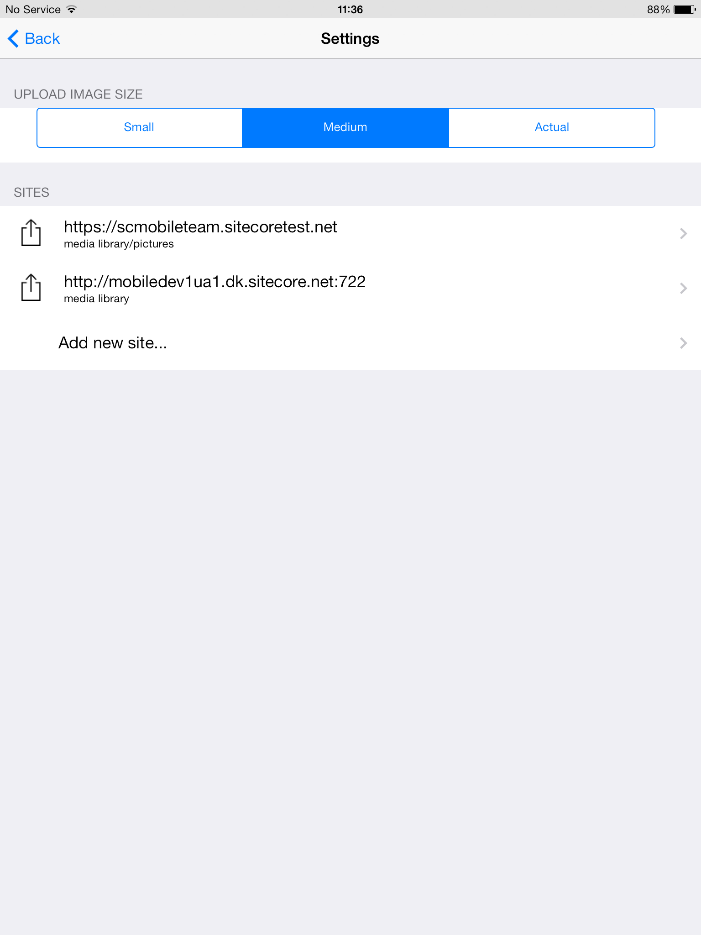 No Service 11:36 88%
Back Settings
UPLOAD IMAGE SIZE
Small Medium Actual
SITES
https://scmobileteam.sitecoretest.net
media library/pictures
http://mobiledev1ua1.dk.sitecore.net:722
media library
Add new site...